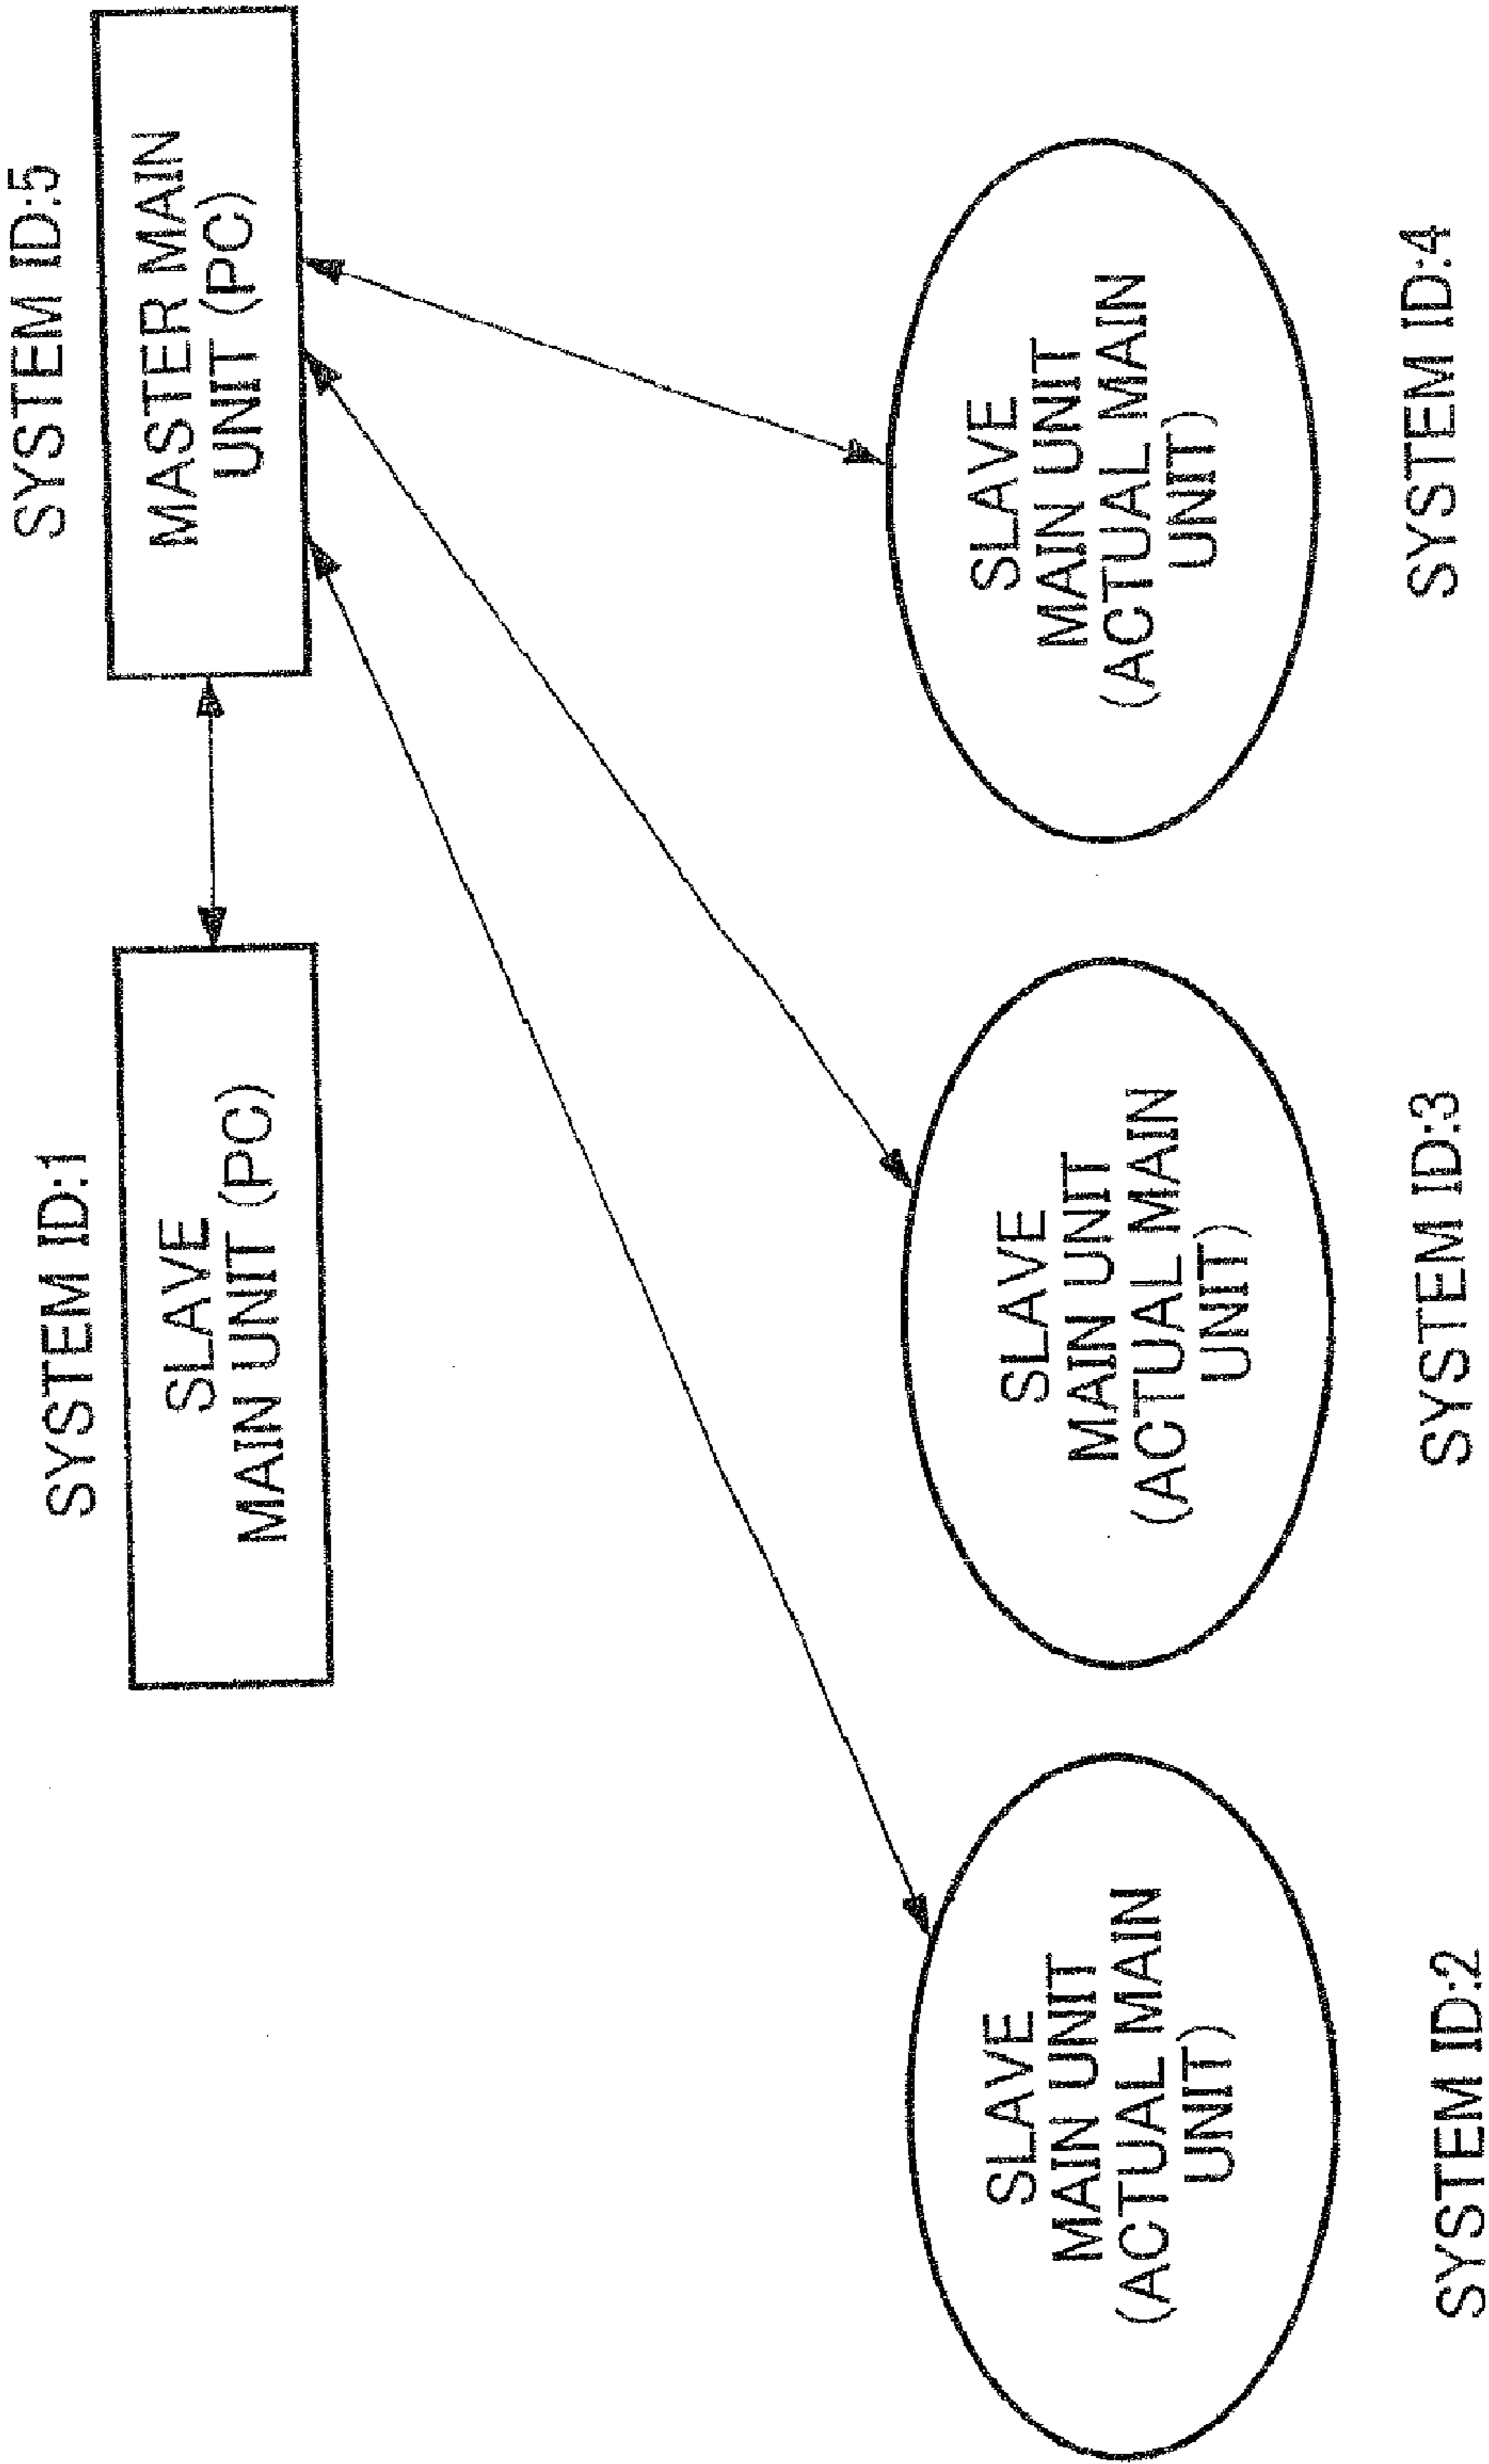 SYSTEM ID:1
SLAVE
MAIN UNIT (PC)
SYSTEM ID:5
MASTER MAIN
UNIT (PC)
SLAVE
MAIN UNIT
(ACTUAL MAIN
UNIT)
SYSTEM ID:2
SLAVE
MAIN UNIT
(ACTUAL MAIN
UNIT)
SYSTEM ID:3
SLAVE
MAIN UNIT
(ACTUAL MAIN
UNIT)
SYSTEM ID:4